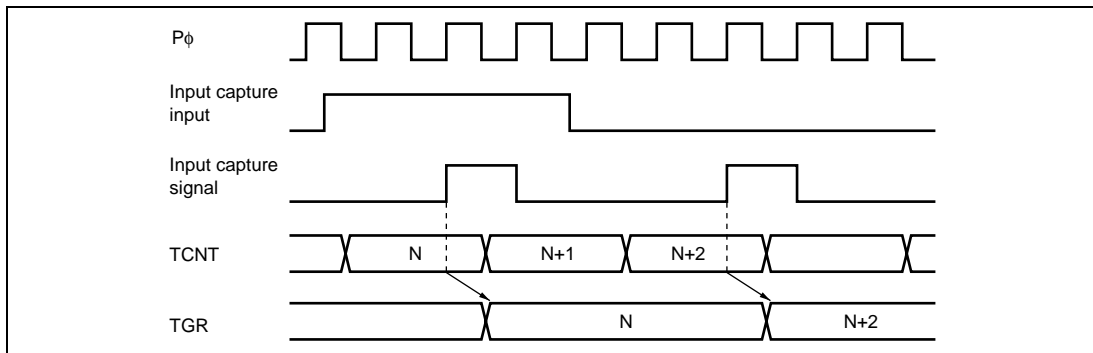 Pϕ
Input capture
input
Input capture
signal
TCNT
N
N+1
N+2
TGR
N
N+2